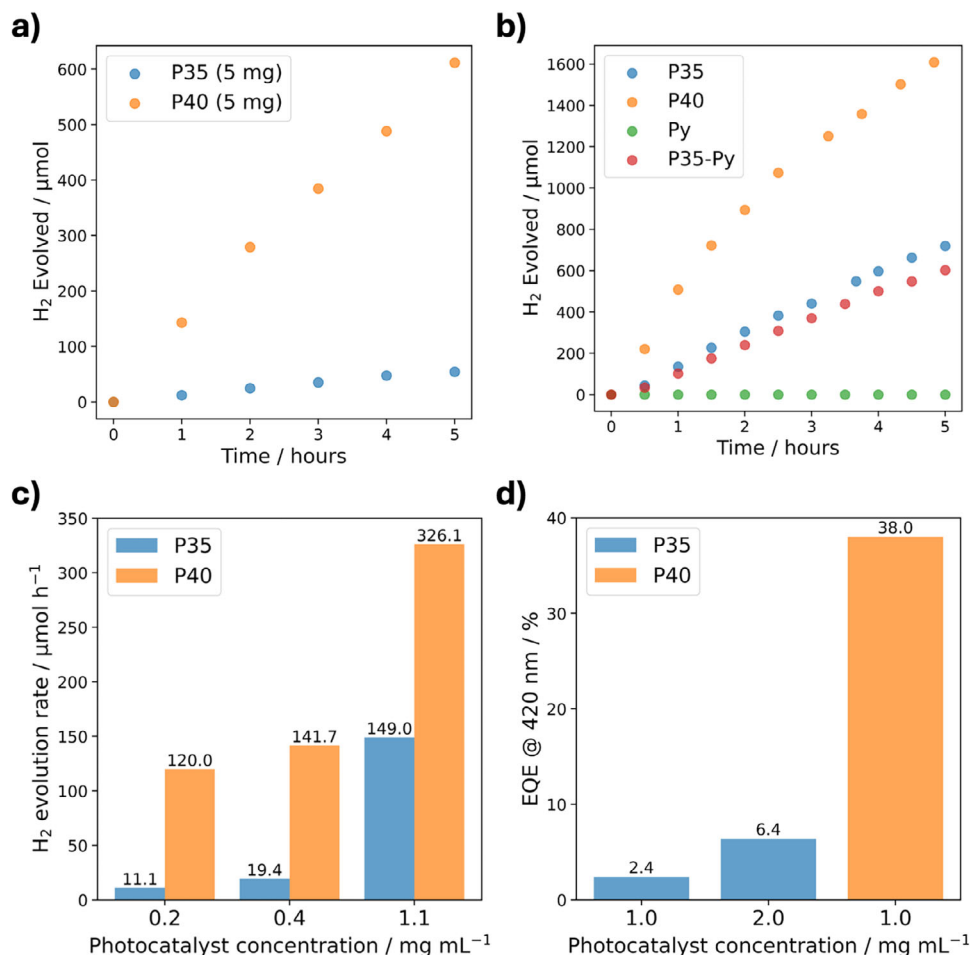 a)
600
500
400
300
200
100
0
H₂ Evolved / μmol
P35 (5 mg)
P40 (5 mg)
0 1 2 3 4 5
Time / hours
b)
1600
1400
1200
1000
800
600
400
200
0
H₂ Evolved / μmol
P35
P40
Py
P35-Py
0 1 2 3 4 5
Time / hours
c)
350
300
250
200
150
100
50
0
H₂ evolution rate / μmol h⁻¹
P35
P40
11.1
120.0
19.4
141.7
149.0
326.1
0.2 0.4 1.1
Photocatalyst concentration / mg mL⁻¹
d)
40
30
20
10
0
EQE @ 420 nm / %
P35
P40
2.4
6.4
38.0
1.0 2.0 1.0
Photocatalyst concentration / mg mL⁻¹